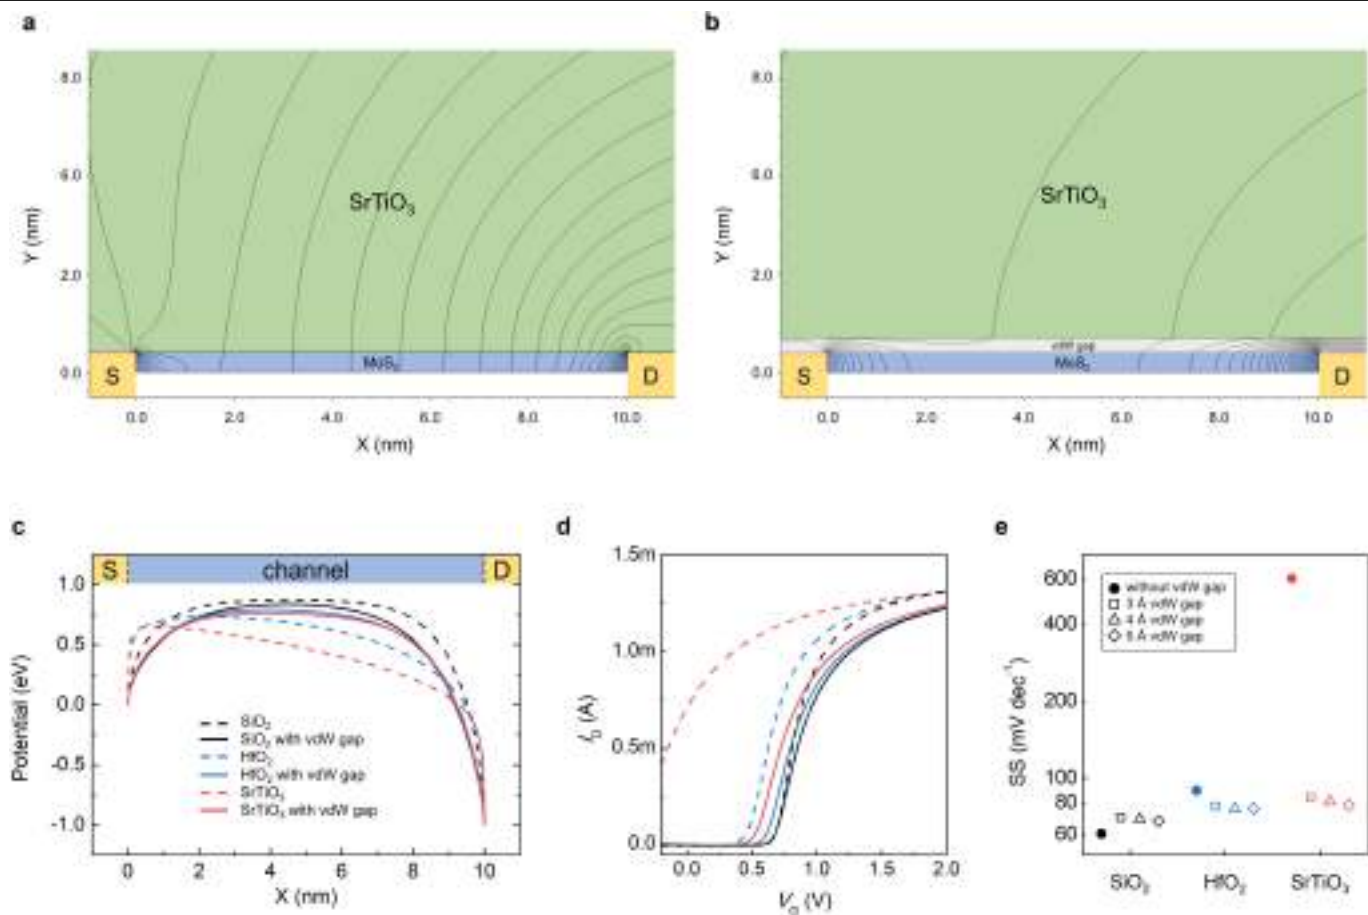 a
b
8.0
6.0
2.0
0.0
Y (nm)
SrTiO₃
MoS₂
S
D
0.0 2.0 4.0 6.0 8.0 10.0
X (nm)
8.0
6.0
2.0
0.0
Y (nm)
SrTiO₃
vdW gap
MoS₂
S
D
0.0 4.0 6.0 8.0 10.0
X (nm)
c
S
channel
D
1.0
0.5
0.0
-0.5
-1.0
Potential (eV)
SiO₂
SiO₂ with vdW gap
HfO₂
HfO₂ with vdW gap
SrTiO₃
SrTiO₃ with vdW gap
0 2 4 6 8 10
X (nm)
d
1.5m
1.0m
0.5m
0.0
I_D (A)
0.0 0.5 1.0 1.5 2.0
V_G (V)
e
600
400
200
100
80
60
SS (mV dec⁻¹)
without vdW gap
3 Å vdW gap
4 Å vdW gap
SiO₂ HfO₂ SrTiO₃